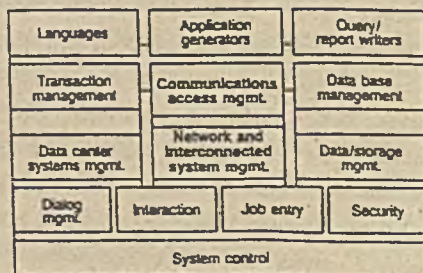 Languages
Application
generators
Query/
report writers
Transaction
management
Communications
access mgmt.
Data base
management
Data center
systems mgmt.
Network and
interconnected
system mgmt.
Data/storage
mgmt.
Dialog
mgmt.
Interaction
Job entry
Security
System control